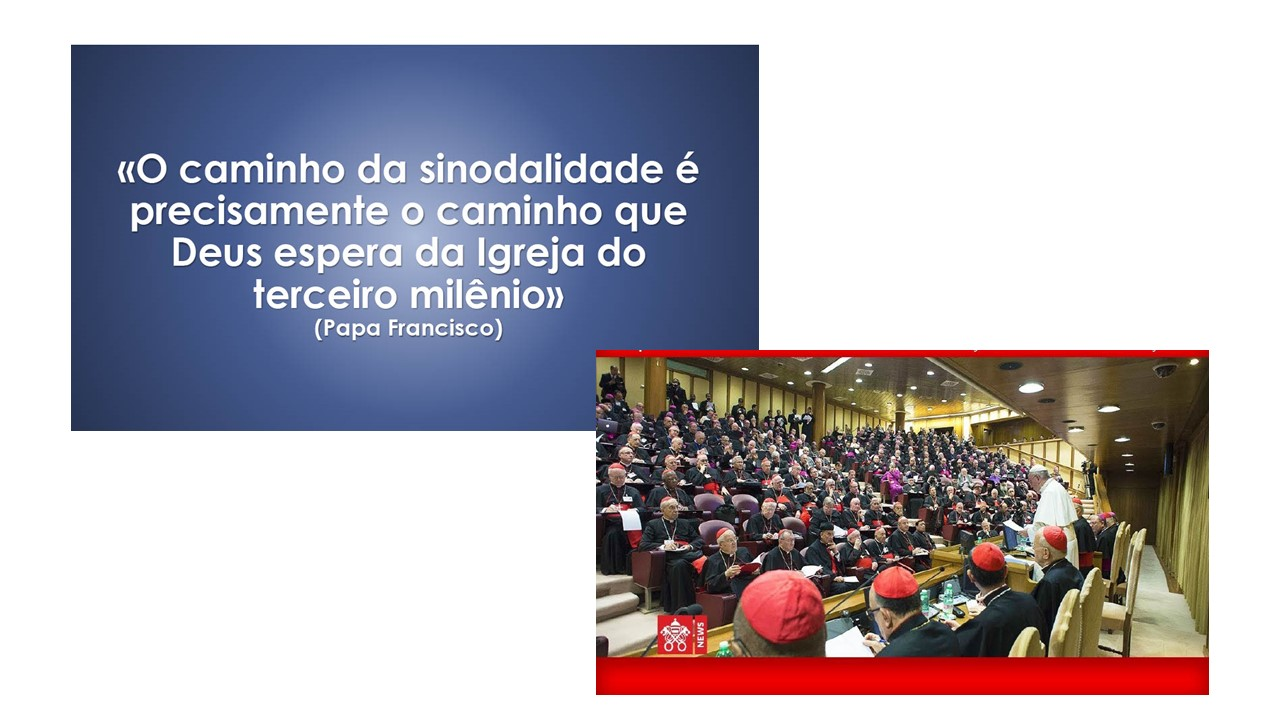 «O caminho da sinodalidade é
precisamente o caminho que
Deus espera da Igreja do
terceiro milênio»
(Papa Francisco)
NEWS